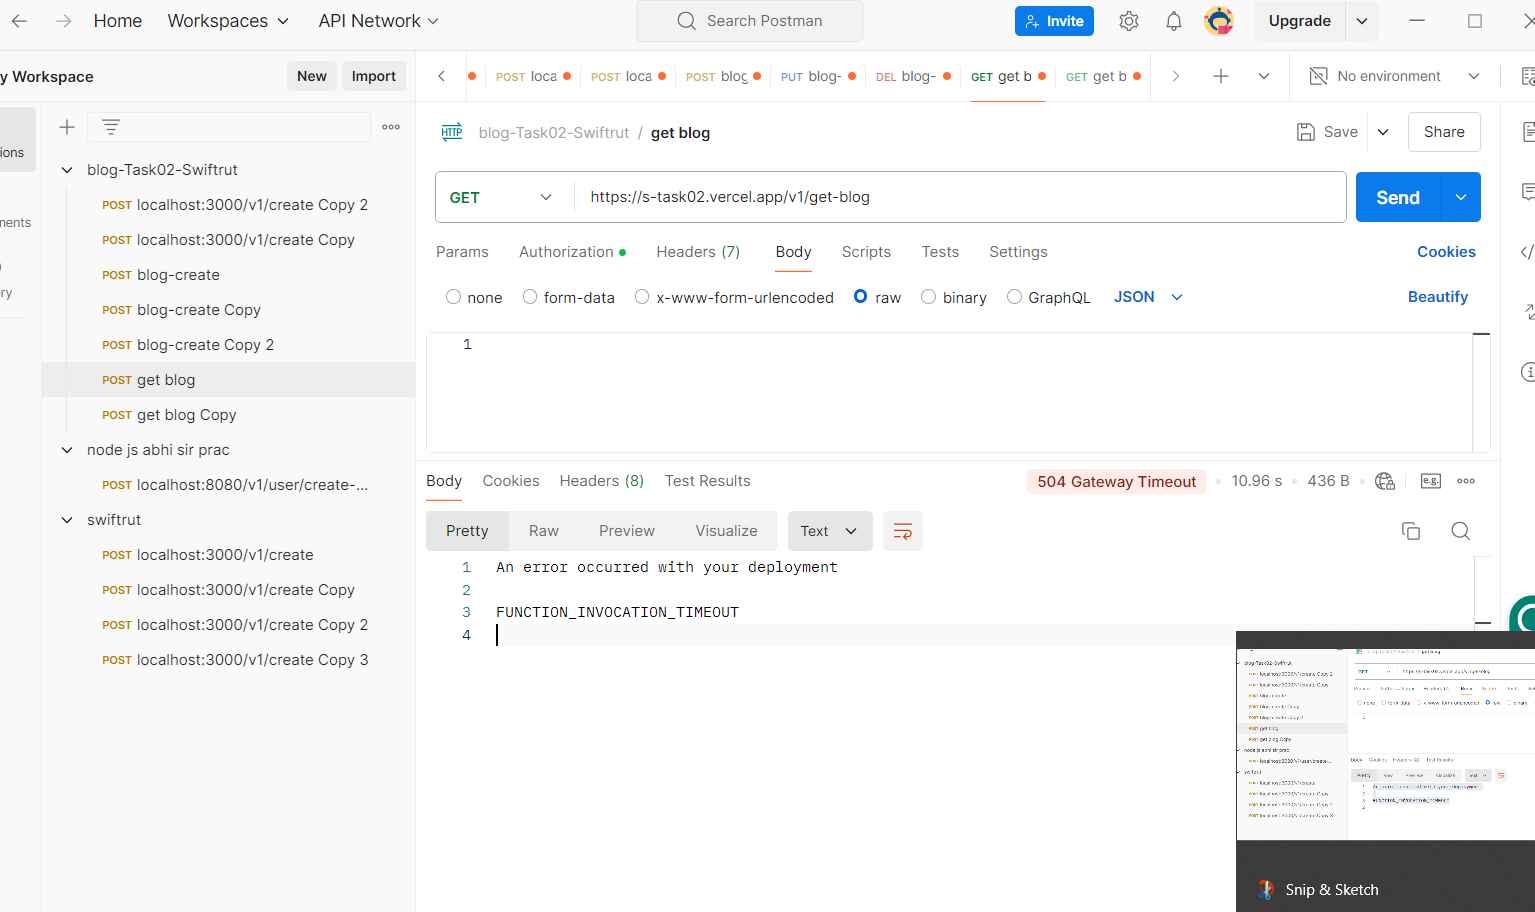 Home Workspaces API Network Search Postman Invite Upgrade
y Workspace New Import
POST loca POST loca POST blog PUT blog- DEL blog- GET get b GET get b No environment
ions
ments
ry
blog-Task02-Swiftrut
POST localhost:3000/v1/create Copy 2
POST localhost:3000/v1/create Copy
POST blog-create
POST blog-create Copy
POST blog-create Copy 2
POST get blog
POST get blog Copy
node js abhi sir prac
POST localhost:8080/v1/user/create-...
swiftrut
POST localhost:3000/v1/create
POST localhost:3000/v1/create Copy
POST localhost:3000/v1/create Copy 2
POST localhost:3000/v1/create Copy 3
HTTP blog-Task02-Swiftrut / get blog Save Share
GET https://s-task02.vercel.app/v1/get-blog Send
Params Authorization Headers (7) Body Scripts Tests Settings Cookies
none form-data x-www-form-urlencoded raw binary GraphQL JSON Beautify
1
Body Cookies Headers (8) Test Results 504 Gateway Timeout 10.96 s 436 B e.g.
Pretty Raw Preview Visualize Text
1 An error occurred with your deployment
2
3 FUNCTION_INVOCATION_TIMEOUT
4
Snip & Sketch